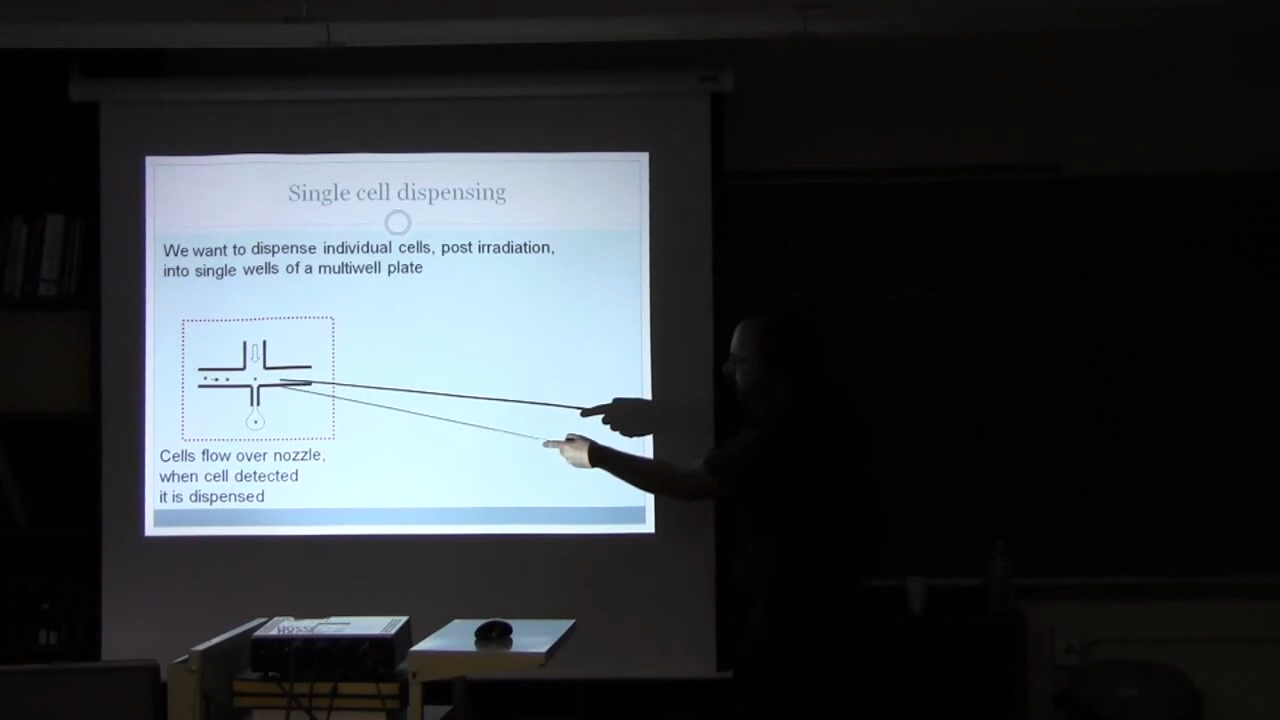 Single cell dispensing
We want to dispense individual cells, post irradiation,
into single wells of a multiwell plate
Cells flow over nozzle,
when cell detected
it is dispensed